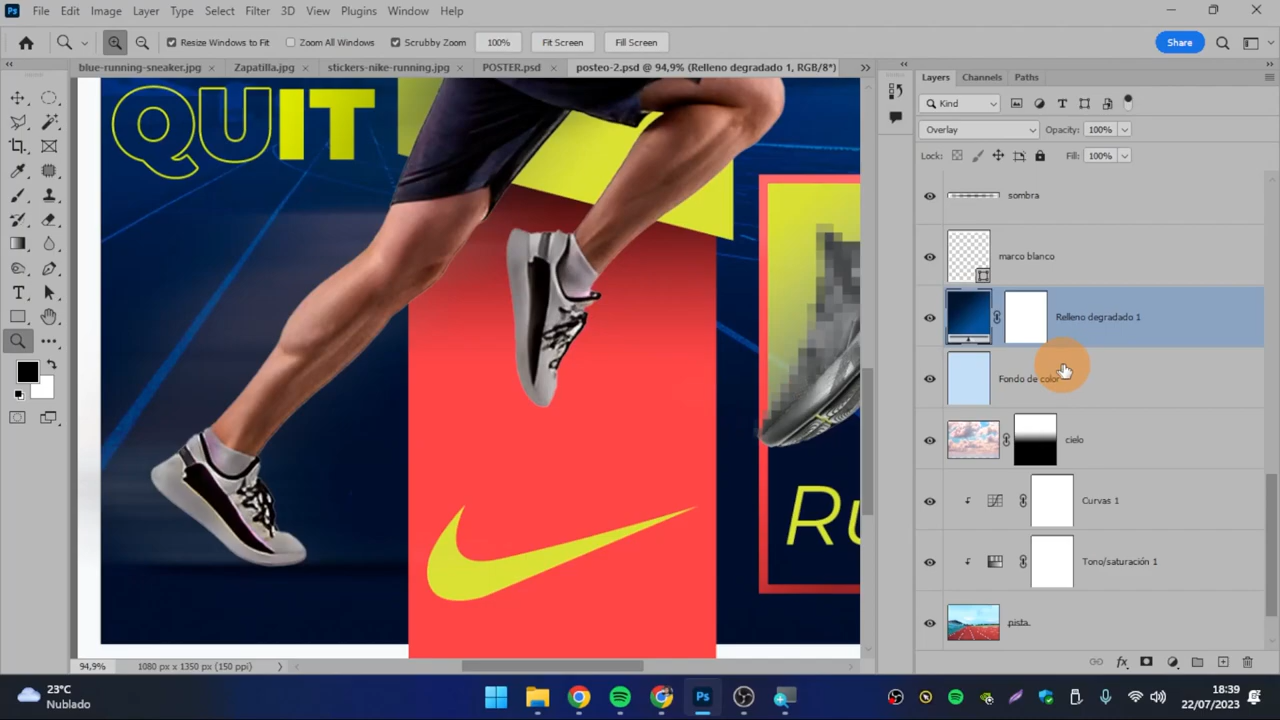 Ps File Edit Image Layer Type Select Filter 3D View Plugins Window Help
Resize Windows to Fit Zoom All Windows Scrubby Zoom 100% Fit Screen Fill Screen Share
blue-running-sneaker.jpg × Zapatilla.jpg × stickers-nike-running.jpg × POSTER.psd × posteo-2.psd @ 94,9% (Relleno degradado 1, RGB/8*)
Layers Channels Paths
Kind
Overlay Opacity: 100%
Lock: Fill: 100%
QUIT
sombra
marco blanco
Relleno degradado 1
Fondo de color
cielo
Curvas 1
Tono/saturación 1
pista.
Ru
94,9% 1080 px x 1350 px (150 ppi)
23°C
Nublado
Ps
18:39
22/07/2023